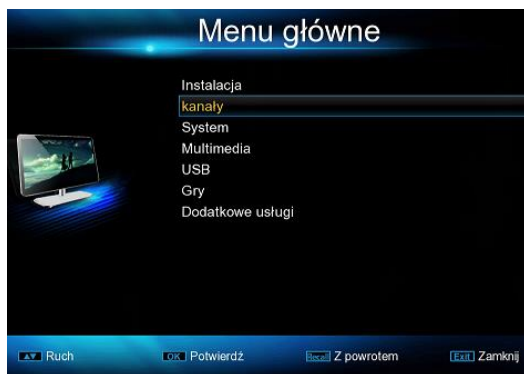 Menu główne
Instalacja
kanały
System
Multimedia
USB
Gry
Dodatkowe usługi
▲▼ Ruch OK Potwierdź Recall Z powrotem Exit Zamknij